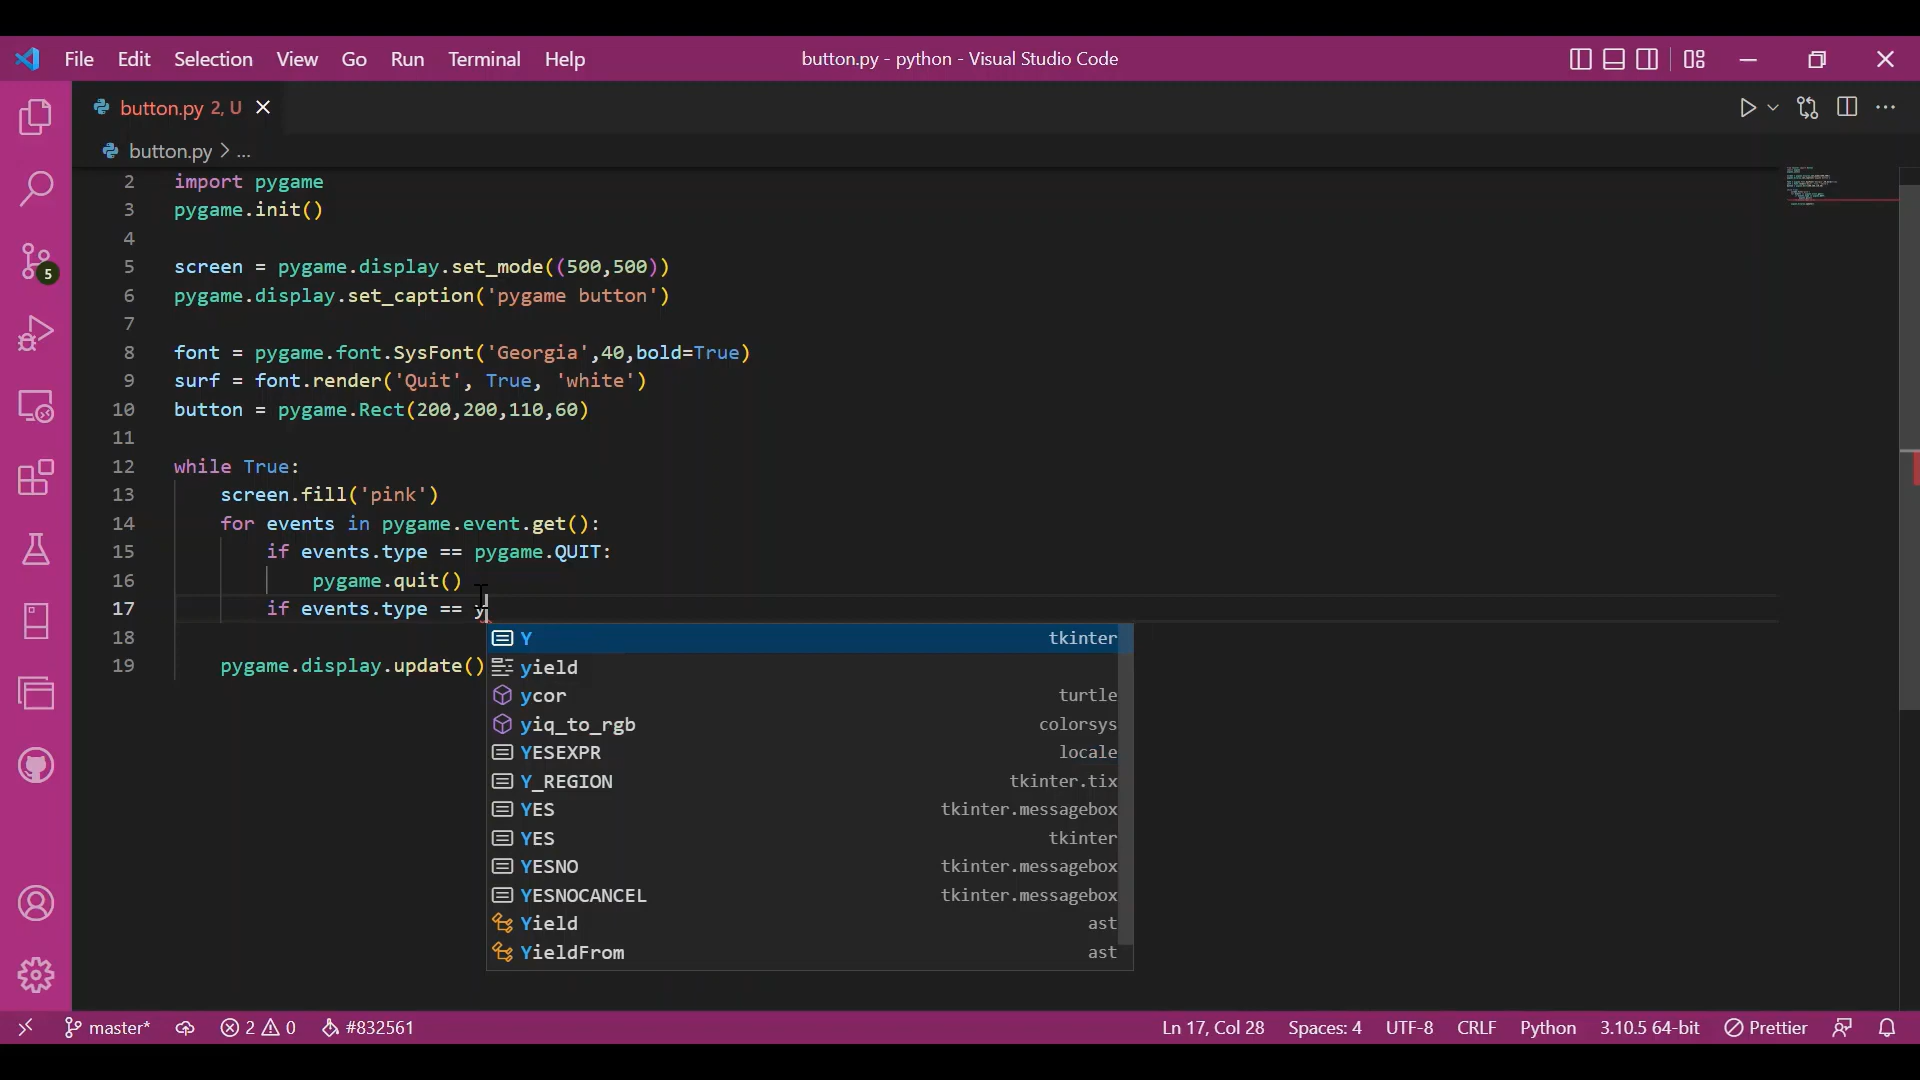 File Edit Selection View Go Run Terminal Help button.py - python - Visual Studio Code
button.py 2, U
button.py > ...
5
2 import pygame
3 pygame.init()
4
5 screen = pygame.display.set_mode((500,500))
6 pygame.display.set_caption('pygame button')
7
8 font = pygame.font.SysFont('Georgia',40,bold=True)
9 surf = font.render('Quit', True, 'white')
10 button = pygame.Rect(200,200,110,60)
11
12 while True:
13 screen.fill('pink')
14 for events in pygame.event.get():
15 if events.type == pygame.QUIT:
16 pygame.quit()
17 if events.type == y
18
19 pygame.display.update()
Y tkinter
yield
ycor turtle
yiq_to_rgb colorsys
YESEXPR locale
Y_REGION tkinter.tix
YES tkinter.messagebox
YES tkinter
YESNO tkinter.messagebox
YESNOCANCEL tkinter.messagebox
Yield ast
YieldFrom ast
master* 2 0 #832561 Ln 17, Col 28 Spaces: 4 UTF-8 CRLF Python 3.10.5 64-bit Prettier